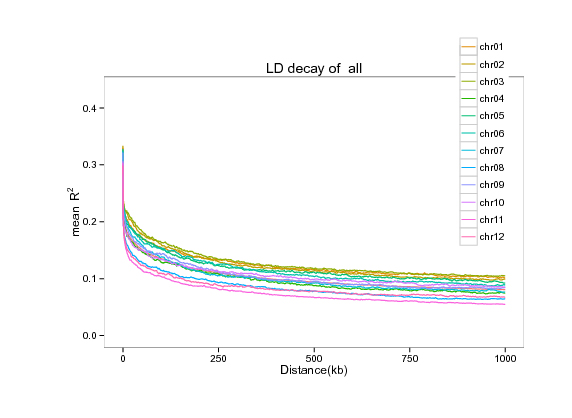 LD decay of all
chr01
chr02
chr03
chr04
chr05
chr06
chr07
chr08
chr09
chr10
chr11
chr12
mean R²
0.4
0.3
0.2
0.1
0.0
0 250 500 750 1000
Distance(kb)